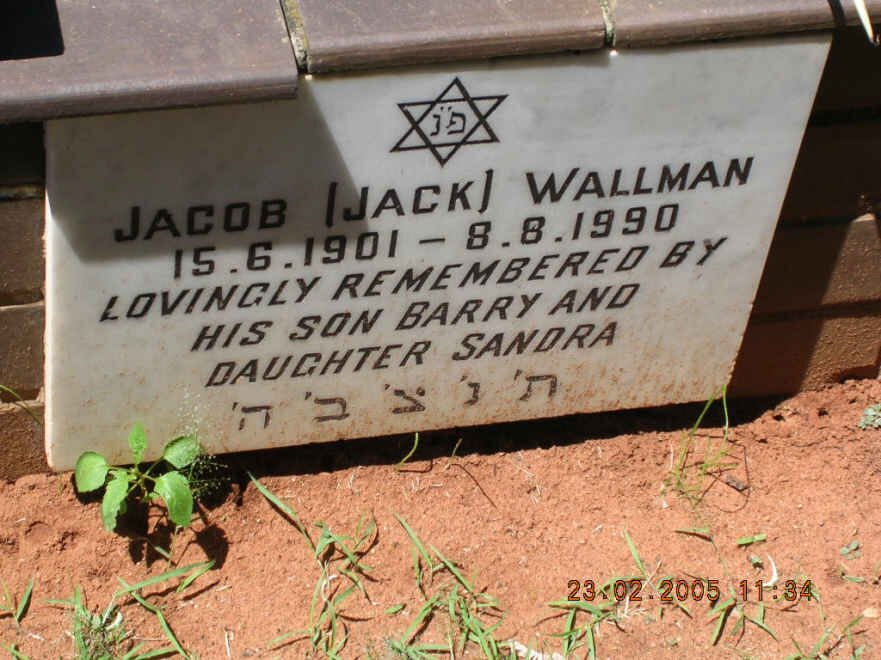 פ"נ
JACOB (JACK) WALLMAN
15.6.1901 – 8.8.1990
LOVINGLY REMEMBERED BY
HIS SON BARRY AND
DAUGHTER SANDRA
ת' נ' צ' ב' ה'
23.02.2005 11:34